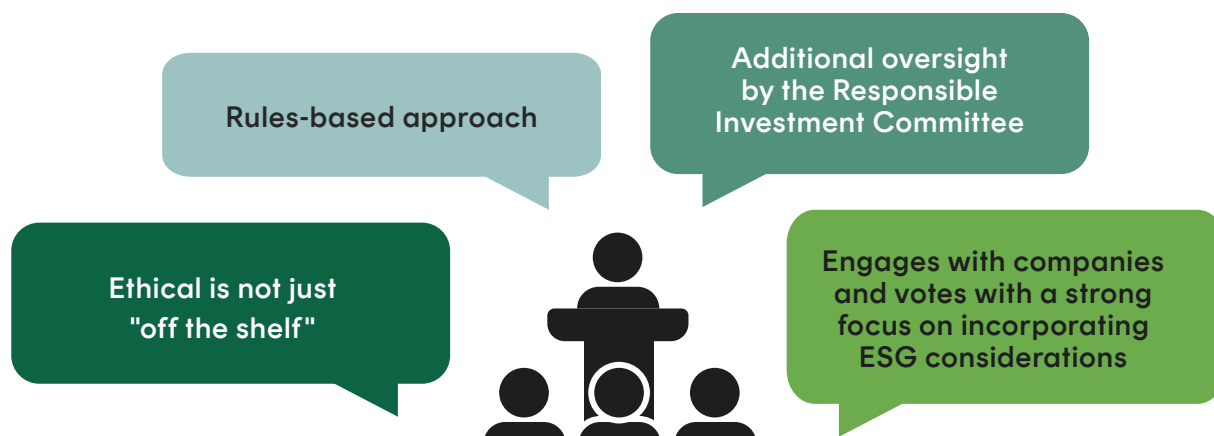 Rules-based approach
Additional oversight
by the Responsible
Investment Committee
Ethical is not just
"off the shelf"
Engages with companies
and votes with a strong
focus on incorporating
ESG considerations